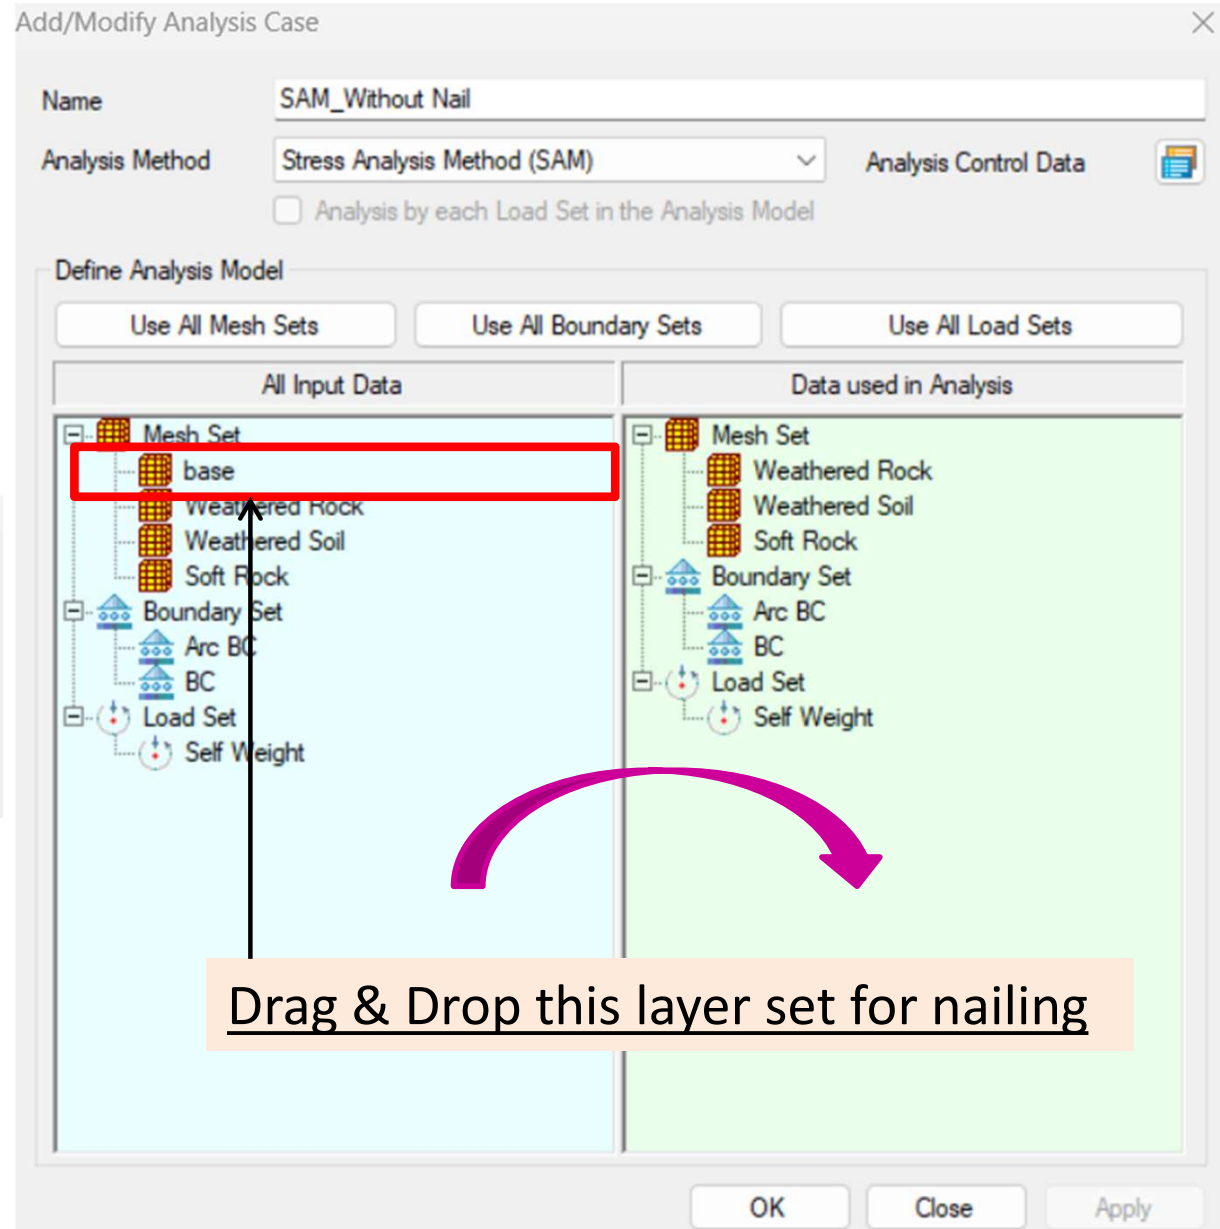 Add/Modify Analysis Case
Name SAM_Without Nail
Analysis Method Stress Analysis Method (SAM) Analysis Control Data
Analysis by each Load Set in the Analysis Model
Define Analysis Model
Use All Mesh Sets Use All Boundary Sets Use All Load Sets
All Input Data Data used in Analysis
Mesh Set
base
Weathered Rock
Weathered Soil
Soft Rock
Boundary Set
Arc BC
BC
Load Set
Self Weight
Mesh Set
Weathered Rock
Weathered Soil
Soft Rock
Boundary Set
Arc BC
BC
Load Set
Self Weight
Drag & Drop this layer set for nailing
OK Close Apply